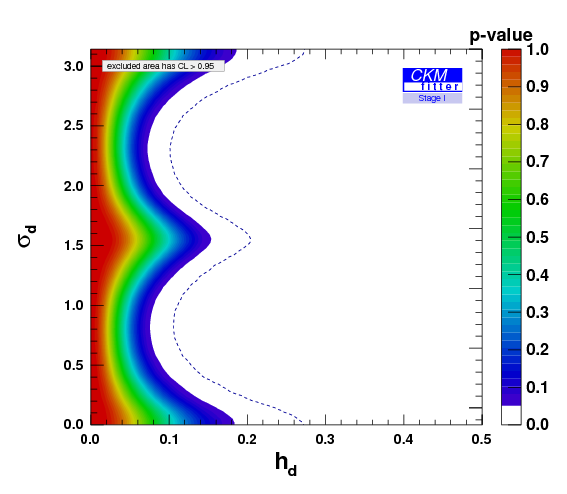 p-value
excluded area has CL > 0.95
CKM
fitter
Stage I
3.0
2.5
2.0
1.5
1.0
0.5
0.0
σd
0.0 0.1 0.2 0.3 0.4 0.5
hd
1.0
0.9
0.8
0.7
0.6
0.5
0.4
0.3
0.2
0.1
0.0